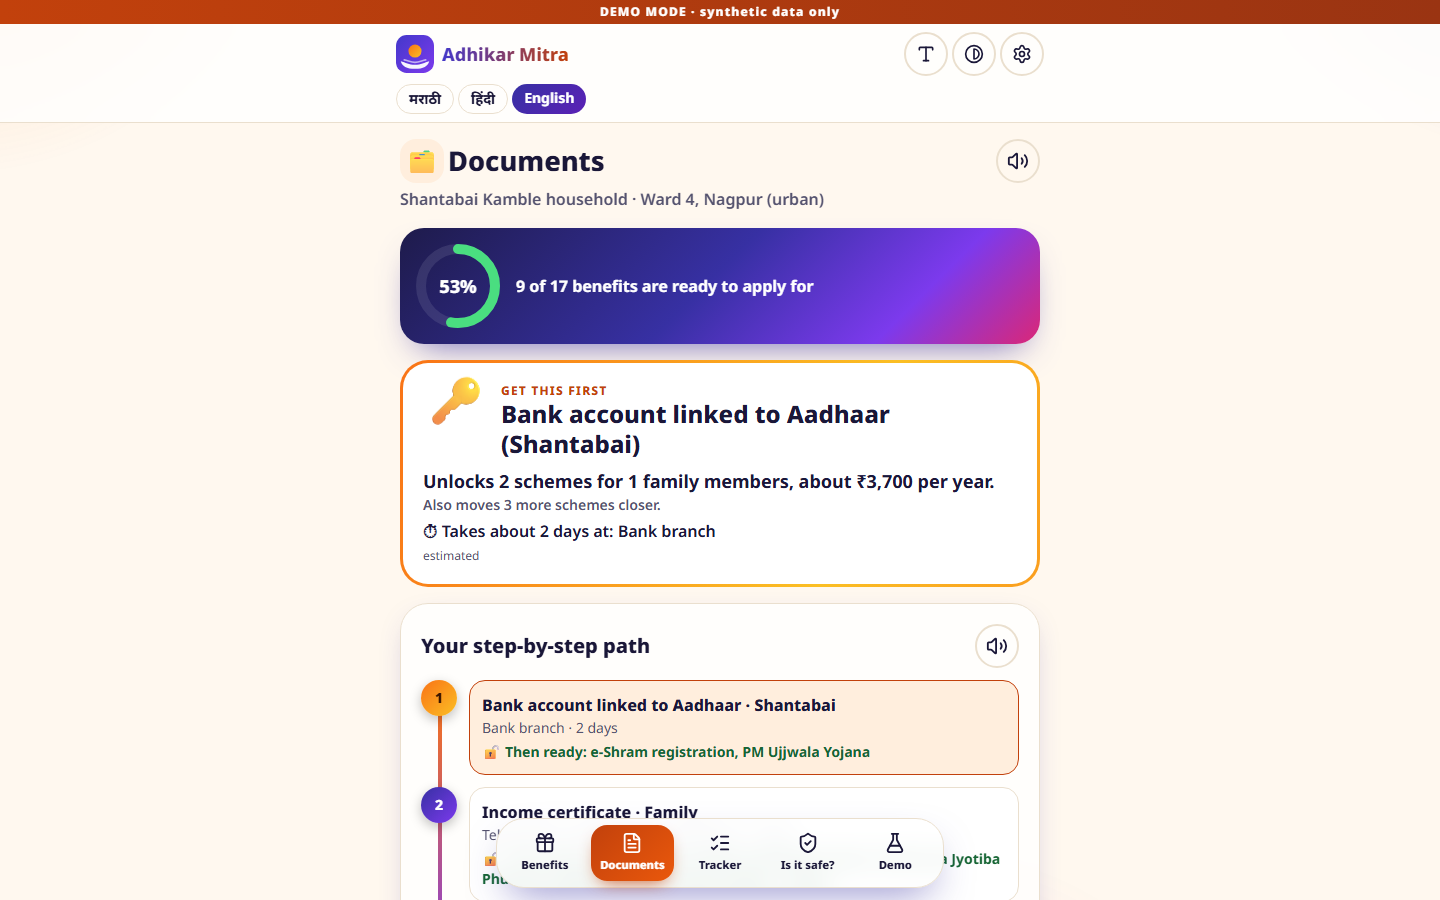 DEMO MODE · synthetic data only
Adhikar Mitra
मराठी
हिंदी
English
Documents
Shantabai Kamble household · Ward 4, Nagpur (urban)
53%
9 of 17 benefits are ready to apply for
GET THIS FIRST
Bank account linked to Aadhaar
(Shantabai)
Unlocks 2 schemes for 1 family members, about ₹3,700 per year.
Also moves 3 more schemes closer.
⏱ Takes about 2 days at: Bank branch
estimated
Your step-by-step path
1
Bank account linked to Aadhaar · Shantabai
Bank branch · 2 days
🔓 Then ready: e-Shram registration, PM Ujjwala Yojana
2
Income certificate · Family
Jyotiba
Benefits
Documents
Tracker
Is it safe?
Demo